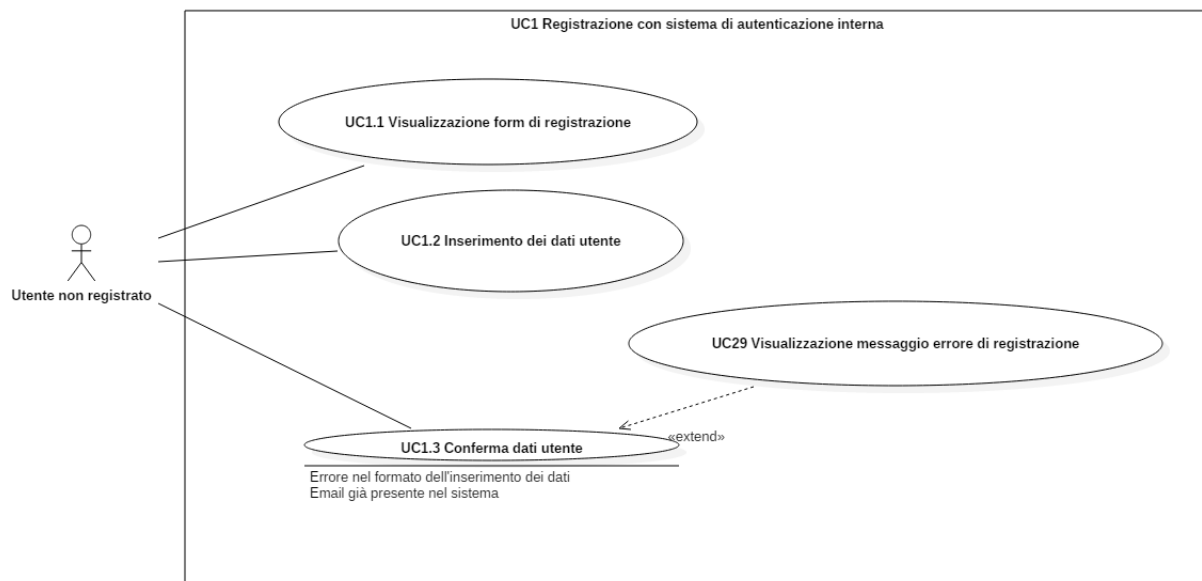 UC1 Registrazione con sistema di autenticazione interna
UC1.1 Visualizzazione form di registrazione
UC1.2 Inserimento dei dati utente
Utente non registrato
UC29 Visualizzazione messaggio errore di registrazione
«extend»
UC1.3 Conferma dati utente
Errore nel formato dell'inserimento dei dati
Email già presente nel sistema